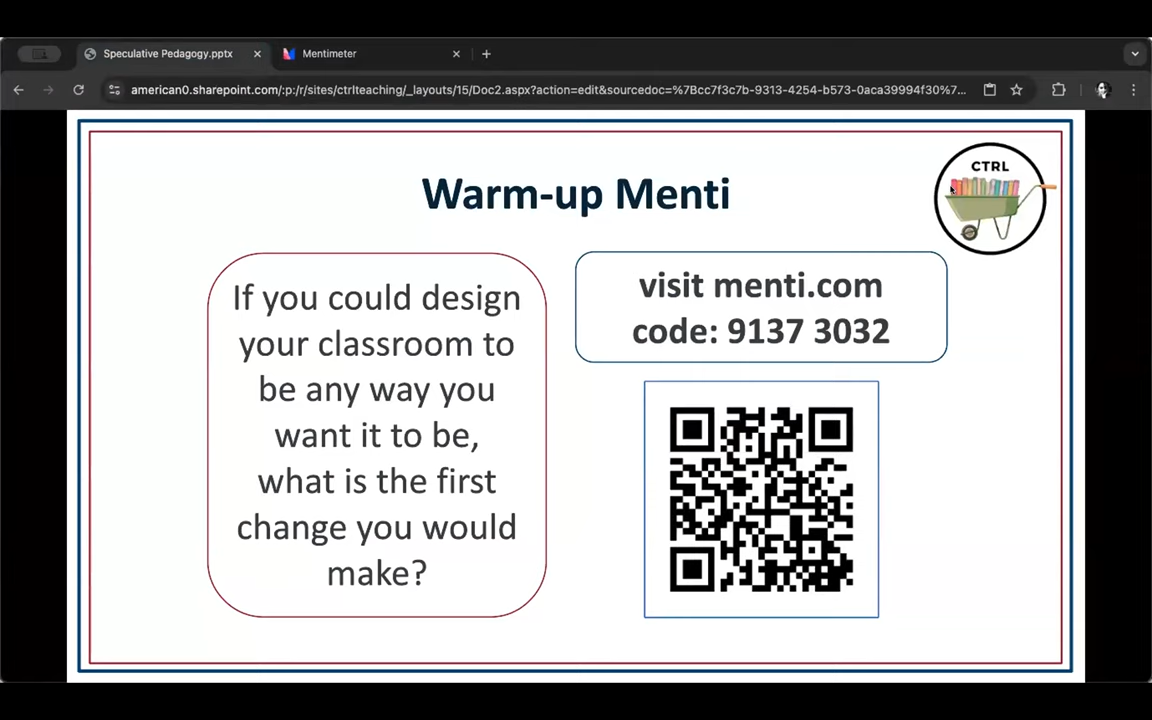 Speculative Pedagogy.pptx
Mentimeter
american0.sharepoint.com/:p:/r/sites/ctrlteaching/_layouts/15/Doc2.aspx?action=edit&sourcedoc=%7Bcc7f3c7b-9313-4254-b573-0aca39994f30%7...
Warm-up Menti
CTRL
If you could design
your classroom to
be any way you
want it to be,
what is the first
change you would
make?
visit menti.com
code: 9137 3032